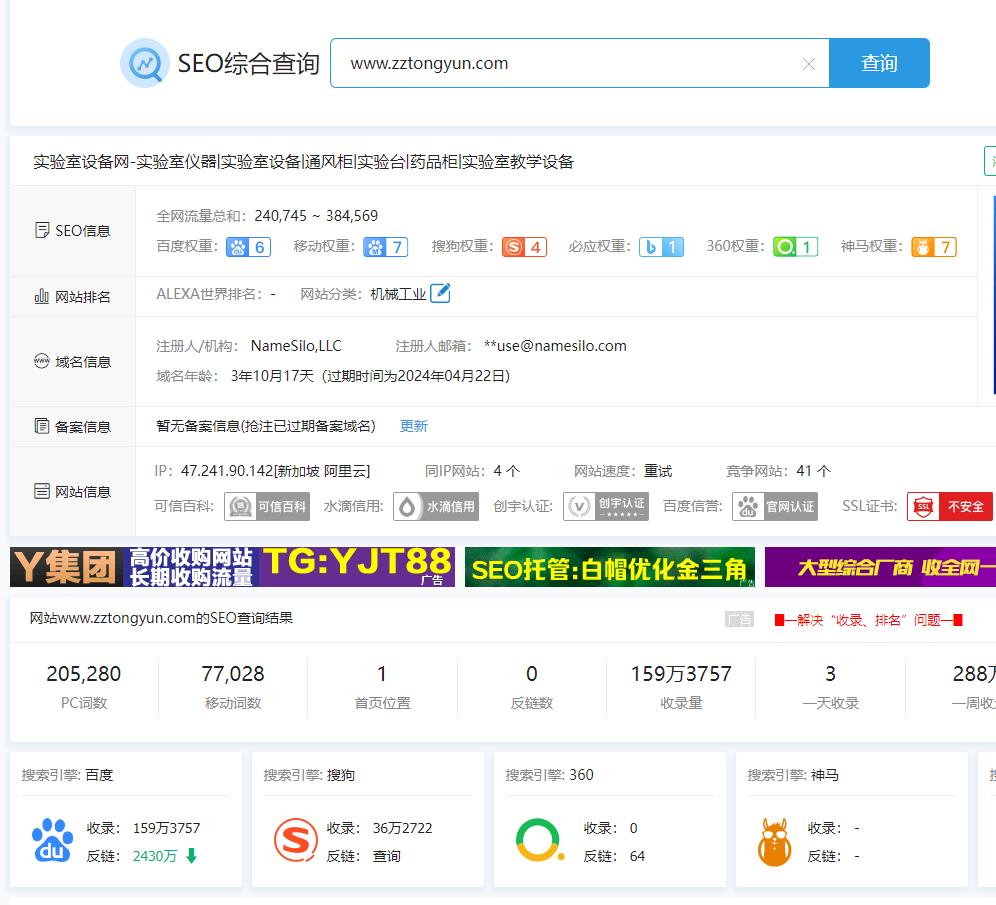 SEO综合查询 www.zztongyun.com 查询
实验室设备网-实验室仪器|实验室设备|通风柜|实验台|药品柜|实验室教学设备
SEO信息
全网流量总和：240,745 ~ 384,569
百度权重： 6 移动权重： 7 搜狗权重： S 4 必应权重： b 1 360权重： 1 神马权重： 7
网站排名 ALEXA世界排名：- 网站分类：机械工业
域名信息
注册人/机构： NameSilo,LLC 注册人邮箱： **use@namesilo.com
域名年龄： 3年10月17天（过期时间为2024年04月22日）
备案信息 暂无备案信息(抢注已过期备案域名) 更新
网站信息
IP：47.241.90.142[新加坡 阿里云] 同IP网站：4 个 网站速度：重试 竞争网站：41 个
可信百科： 可信百科 水滴信用： 水滴信用 创宇认证: V 创宇认证 百度信誉: du 官网认证 SSL证书: SSL 不安全
Y集团 高价收购网站 TG:YJT88
长期收购流量 广告
SEO托管:白帽优化金三角 广告
大型综合厂商 收全网一
网站www.zztongyun.com的SEO查询结果 广告 █—解决“收录、排名”问题—█
205,280 77,028 1 0 159万3757 3 288万
PC词数 移动词数 首页位置 反链数 收录量 一天收录 一周收
搜索引擎: 百度
du
收录： 159万3757
反链： 2430万
搜索引擎: 搜狗
S
收录： 36万2722
反链： 查询
搜索引擎: 360
收录： 0
反链： 64
搜索引擎: 神马
收录： -
反链： -